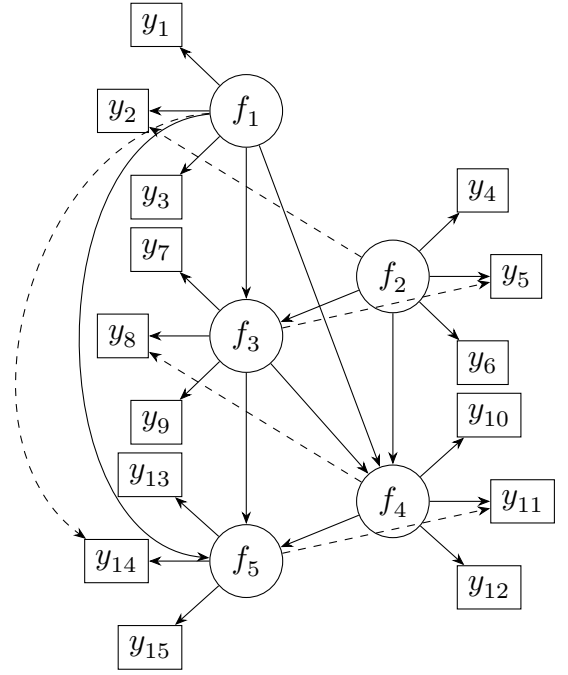 y₁
y₂
f₁
y₃
y₄
y₇
f₂
y₅
y₈
f₃
y₆
y₉
y₁₀
y₁₃
f₄
y₁₁
y₁₄
f₅
y₁₂
y₁₅